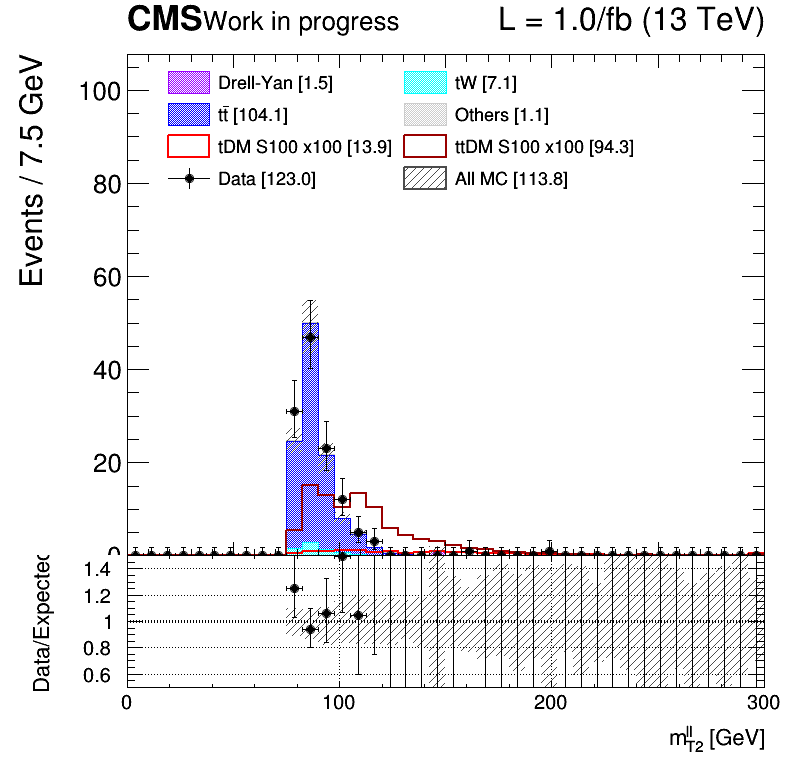 CMS Work in progress L = 1.0/fb (13 TeV)
Events / 7.5 GeV
100
80
60
40
20
0
Drell-Yan [1.5] tW [7.1]
tt̄ [104.1] Others [1.1]
tDM S100 x100 [13.9] ttDM S100 x100 [94.3]
Data [123.0] All MC [113.8]
Data/Expected
1.4
1.2
1
0.8
0.6
0 100 200 300
m^ll_T2 [GeV]